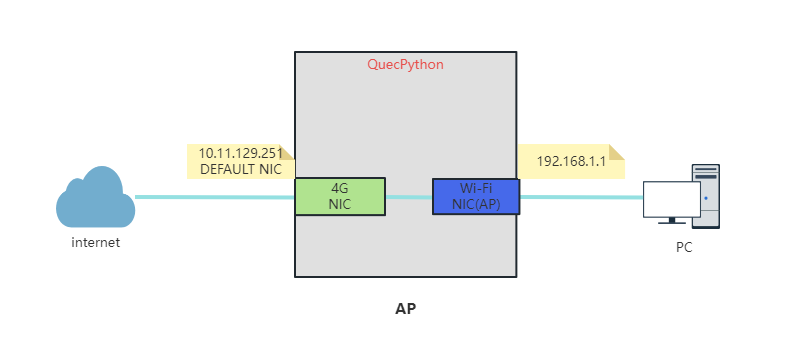 QuecPython
10.11.129.251
DEFAULT NIC
192.168.1.1
4G
NIC
Wi-Fi
NIC(AP)
internet
PC
AP